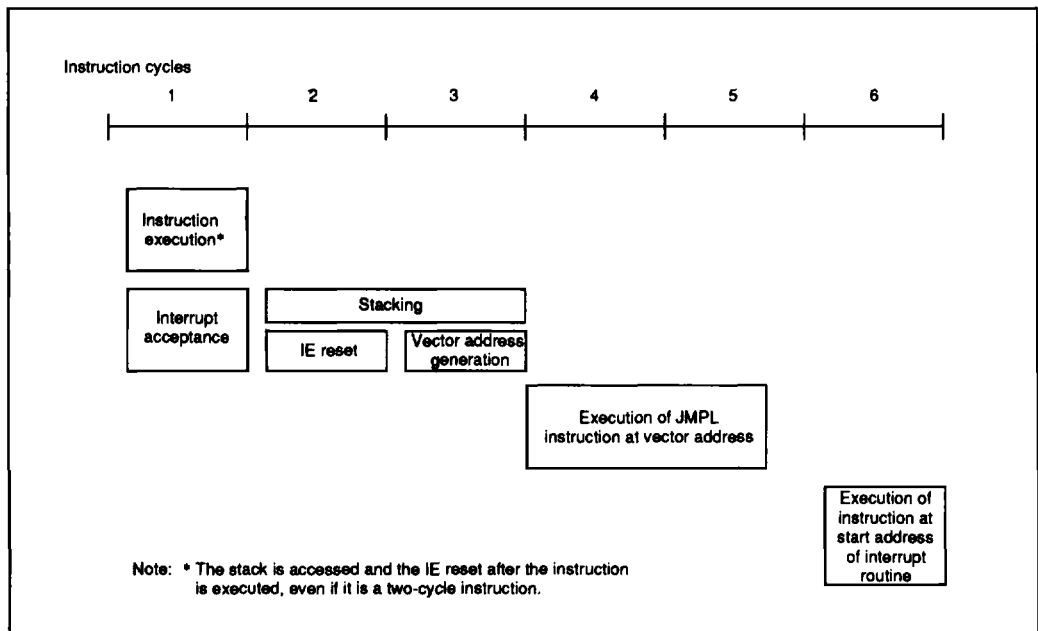 Instruction cycles
1 2 3 4 5 6
Instruction
execution*
Interrupt
acceptance
Stacking
IE reset
Vector address
generation
Execution of JMPL
instruction at vector address
Execution of
instruction at
start address
of interrupt
routine
Note: * The stack is accessed and the IE reset after the instruction
is executed, even if it is a two-cycle instruction.